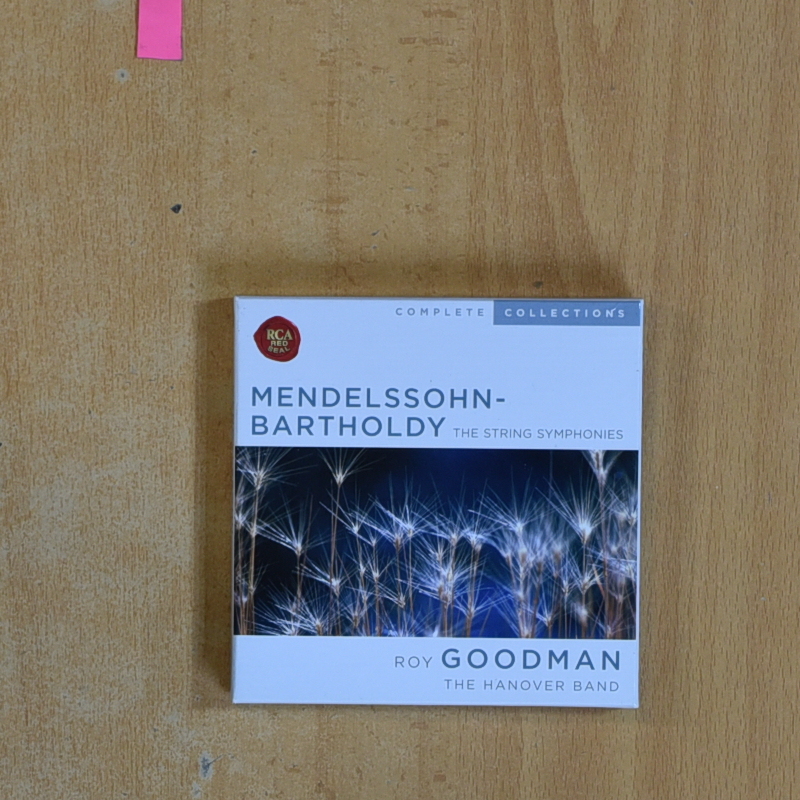 COMPLETE COLLECTIONS
RCA
RED
SEAL
MENDELSSOHN-
BARTHOLDY THE STRING SYMPHONIES
ROY GOODMAN
THE HANOVER BAND